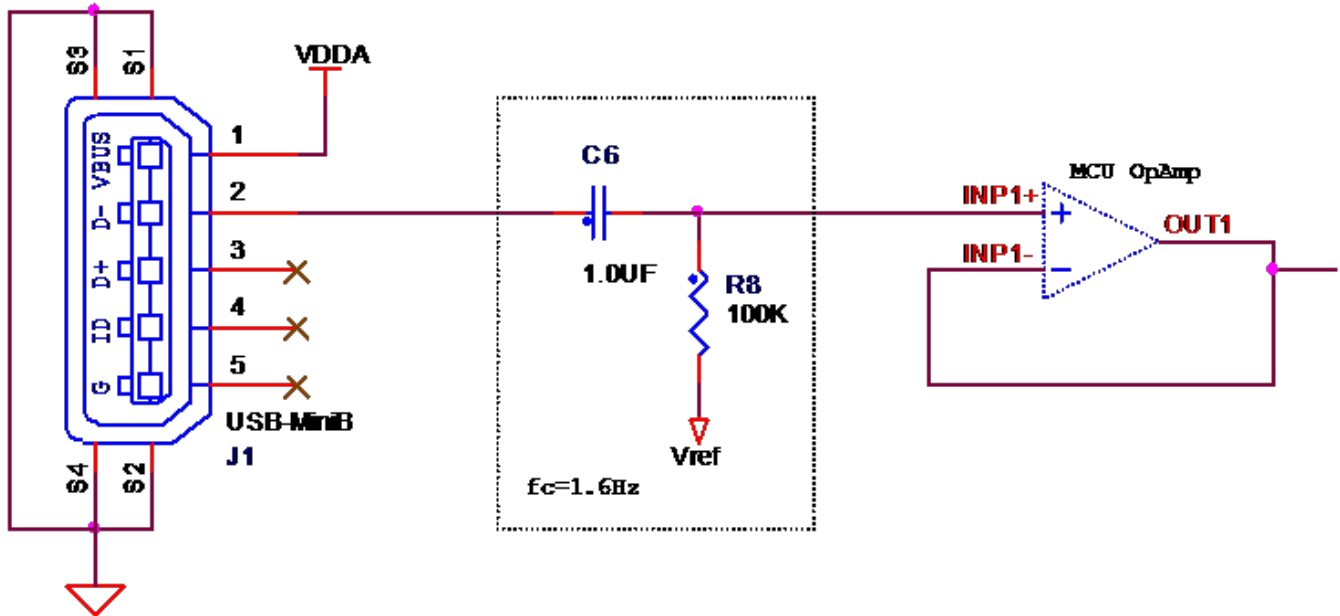 S3
S1
VDDA
1
VBUS
C6
MCU OpAmp
2
INP1+
+
D-
OUT1
3
INP1-
-
D+
1.0UF
R8
100K
4
ID
5
G
USB-MiniB
J1
Vref
S4
S2
fc=1.6Hz